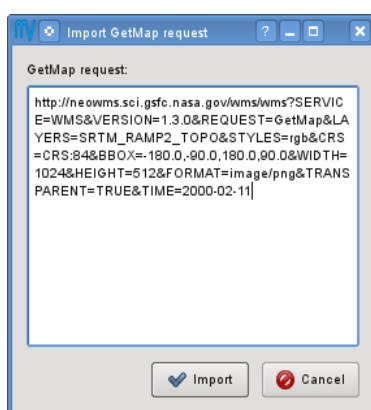 Import GetMap request
GetMap request:
http://neowms.sci.gsfc.nasa.gov/wms/wms?SERVIC
E=WMS&VERSION=1.3.0&REQUEST=GetMap&LA
YERS=SRTM_RAMP2_TOPO&STYLES=rgb&CRS
=CRS:84&BBOX=-180.0,-90.0,180.0,90.0&WIDTH=
1024&HEIGHT=512&FORMAT=image/png&TRANS
PARENT=TRUE&TIME=2000-02-11
Import Cancel